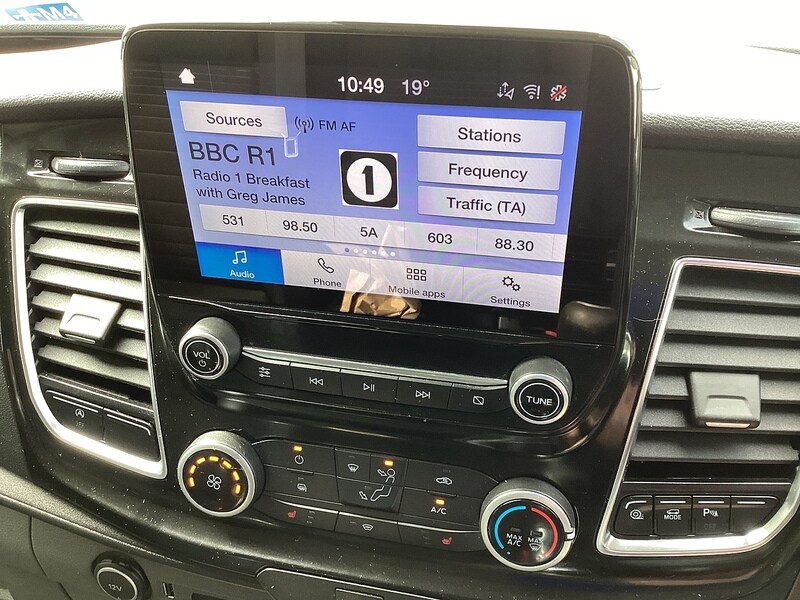 M4
10:49 19°
Sources
FM AF
Stations
BBC R1
1
Frequency
Radio 1 Breakfast
with Greg James
Traffic (TA)
531 98.50 5A 603 88.30
Audio Phone Mobile apps Settings
VOL
TUNE
A/C
MAX
A/C
MAX
A
MODE
P
12V